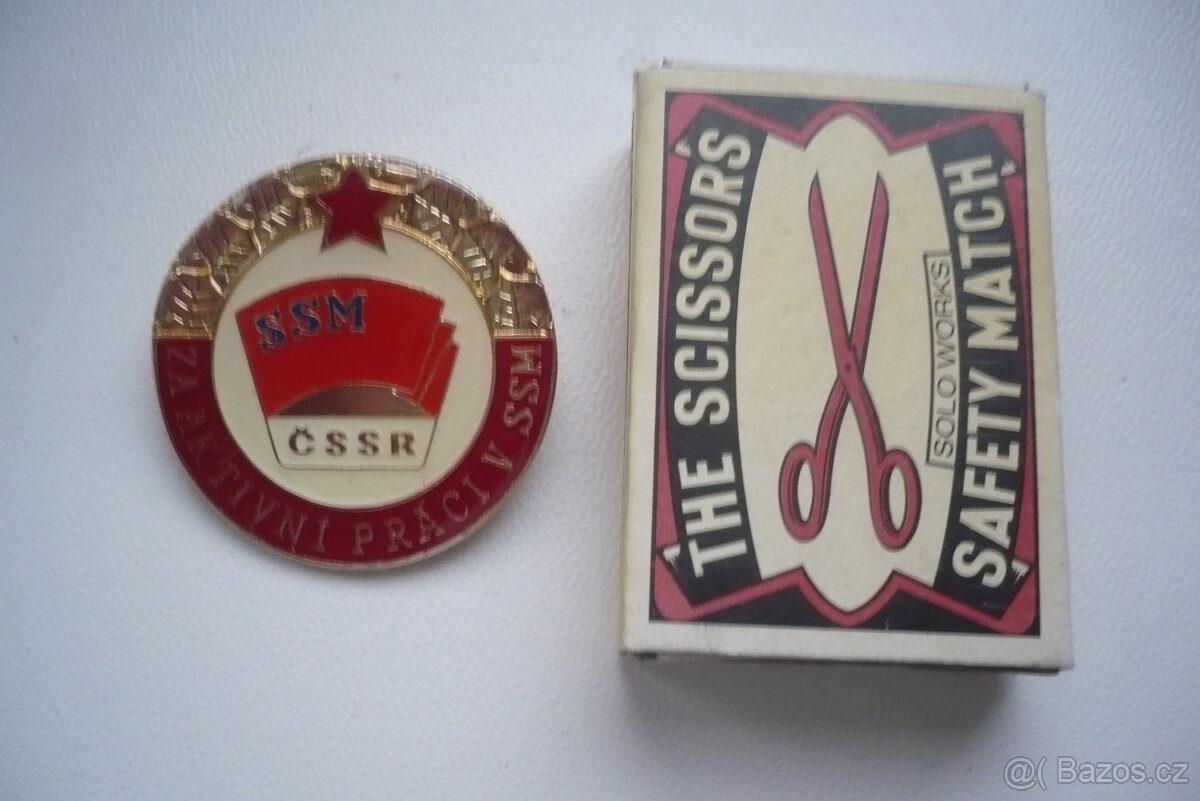 SSM
ČSSR
ZA AKTIVNÍ PRÁCI V SSM
THE SCISSORS
SOLO WORKS
SAFETY MATCH
@( Bazos.cz